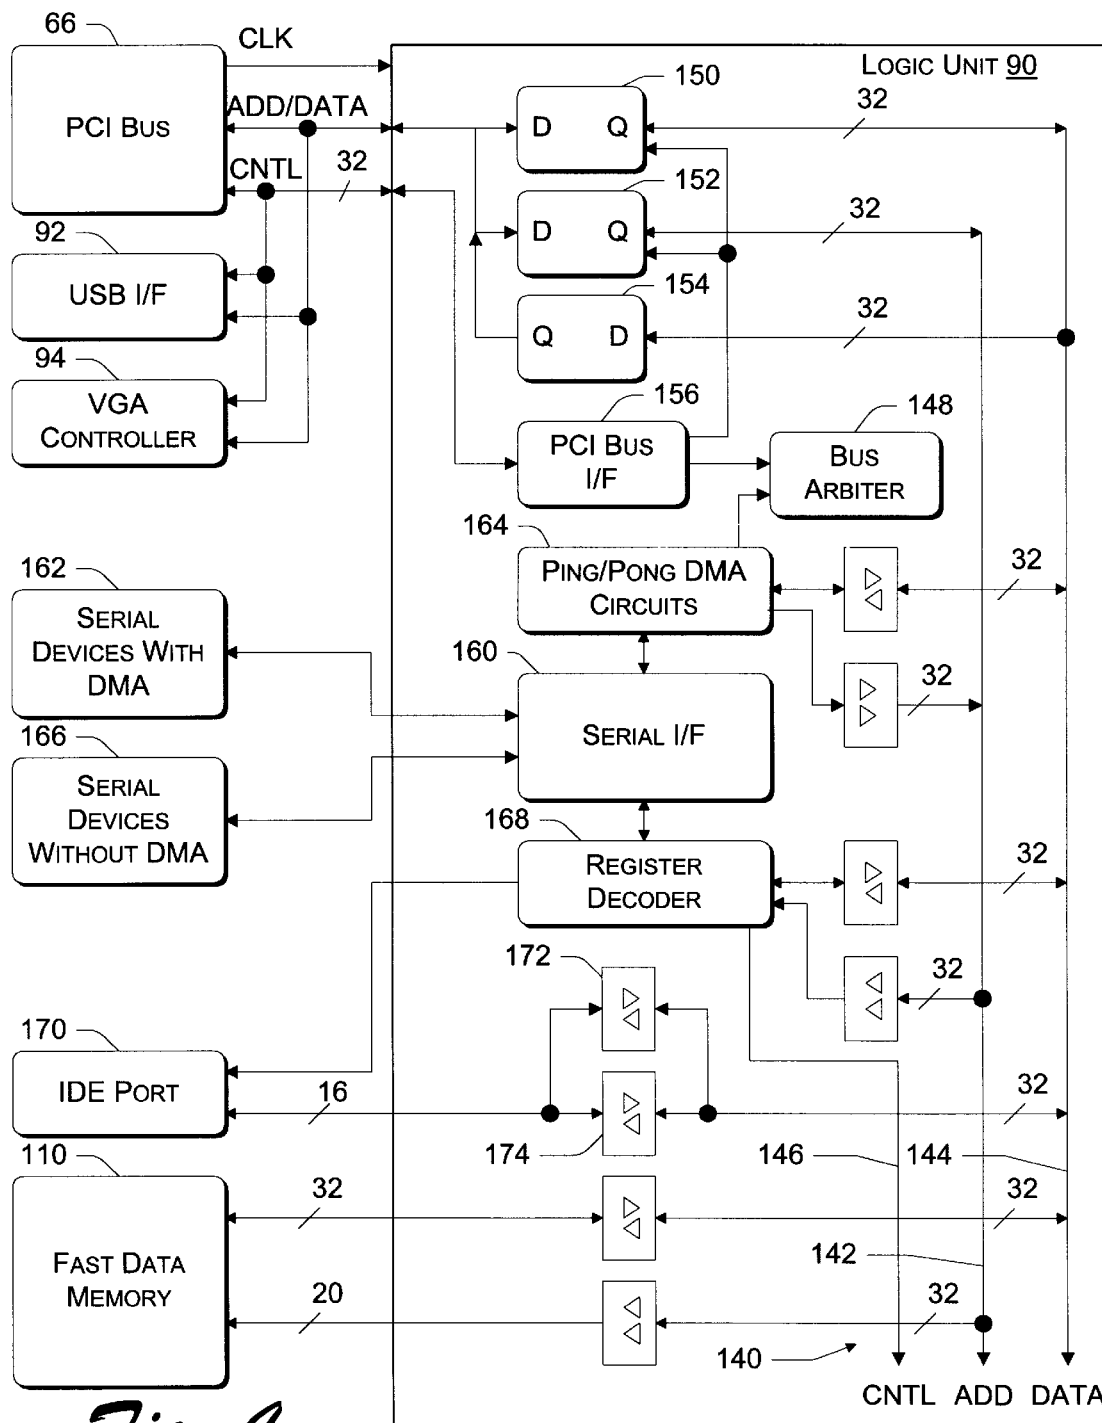 66
CLK
LOGIC UNIT 90
150
32
PCI BUS
ADD/DATA
D Q
CNTL
32
152
32
92
D Q
USB I/F
154
32
Q D
94
VGA
CONTROLLER
156
148
PCI BUS
I/F
BUS
ARBITER
164
162
PING/PONG DMA
CIRCUITS
32
SERIAL
DEVICES WITH
DMA
160
32
166
SERIAL I/F
SERIAL
DEVICES
WITHOUT DMA
168
REGISTER
DECODER
32
172
32
170
IDE PORT
16
32
110
174
146
144
32
32
FAST DATA
MEMORY
142
20
32
140
CNTL ADD DATA